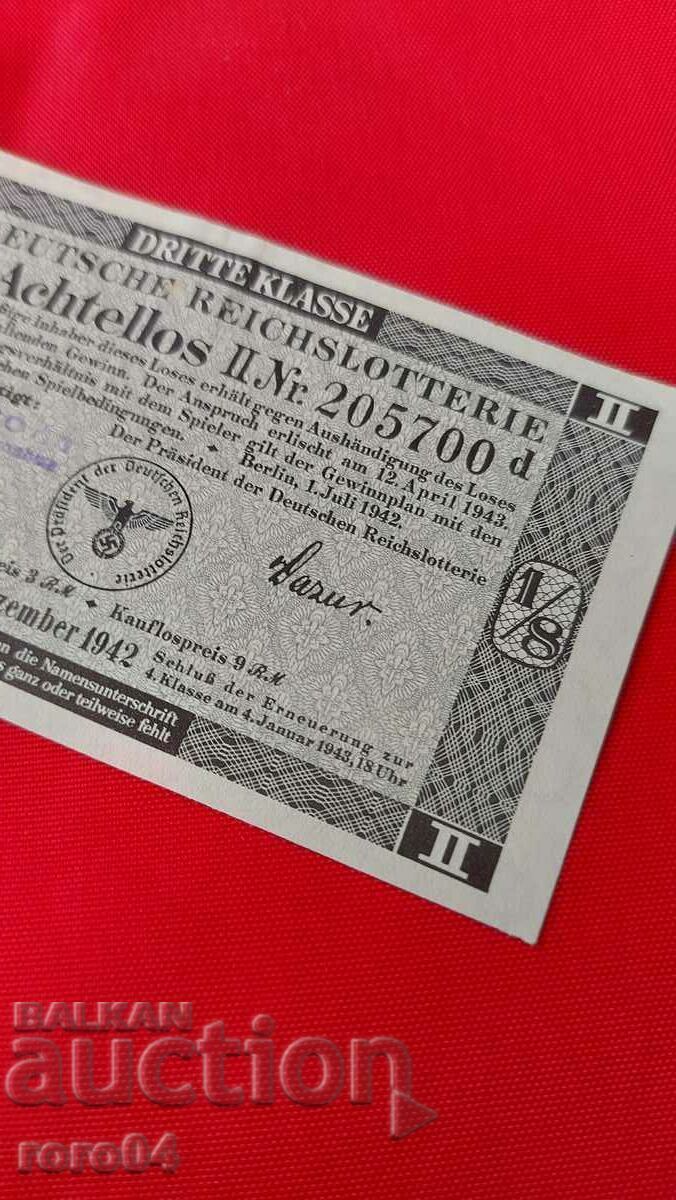 DRITTE KLASSE
EUTSCHE REICHSLOTTERIE
Achtellos II Nr. 205700 d
Inhaber dieses Loses erhält gegen Aushändigung des Loses
Gewinn. Der Anspruch erlischt am 12. April 1943.
mit dem Spieler gilt der Gewinnplan mit den
Spielbedingungen. ✦ Berlin, 1. Juli 1942.
Der Präsident der Deutschen Reichslotterie
Der Präsident der Deutschen Reichslotterie
eis 3 RM ✦ Kauflospreis 9 RM
zember 1942
Schluß der Erneuerung zur
4. Klasse am 4. Januar 1943, 18 Uhr
en die Namensunterschrift
s ganz oder teilweise fehlt
II
1/8
II
BALKAN
auction
roro04